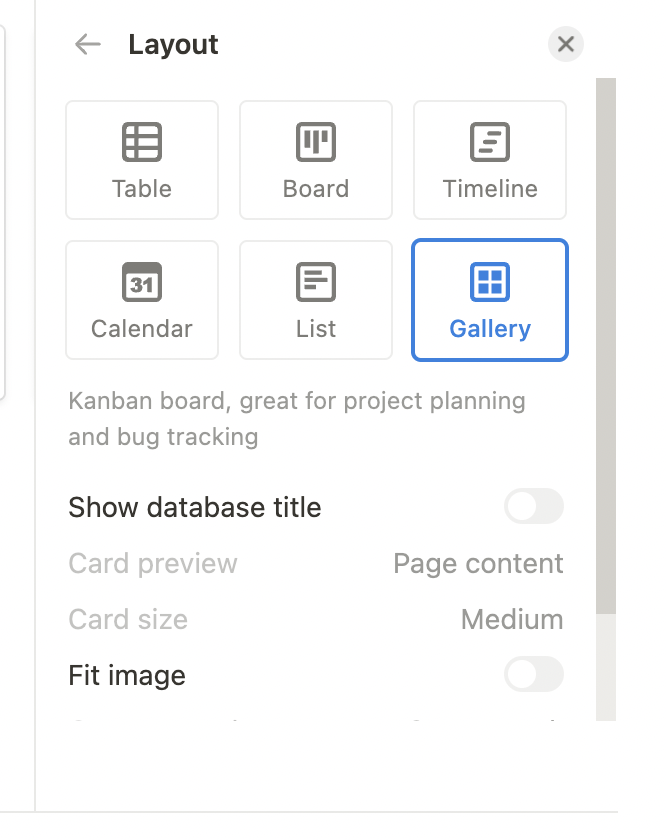 Layout
Table
Board
Timeline
31
Calendar
List
Gallery
Kanban board, great for project planning
and bug tracking
Show database title
Card preview Page content
Card size Medium
Fit image